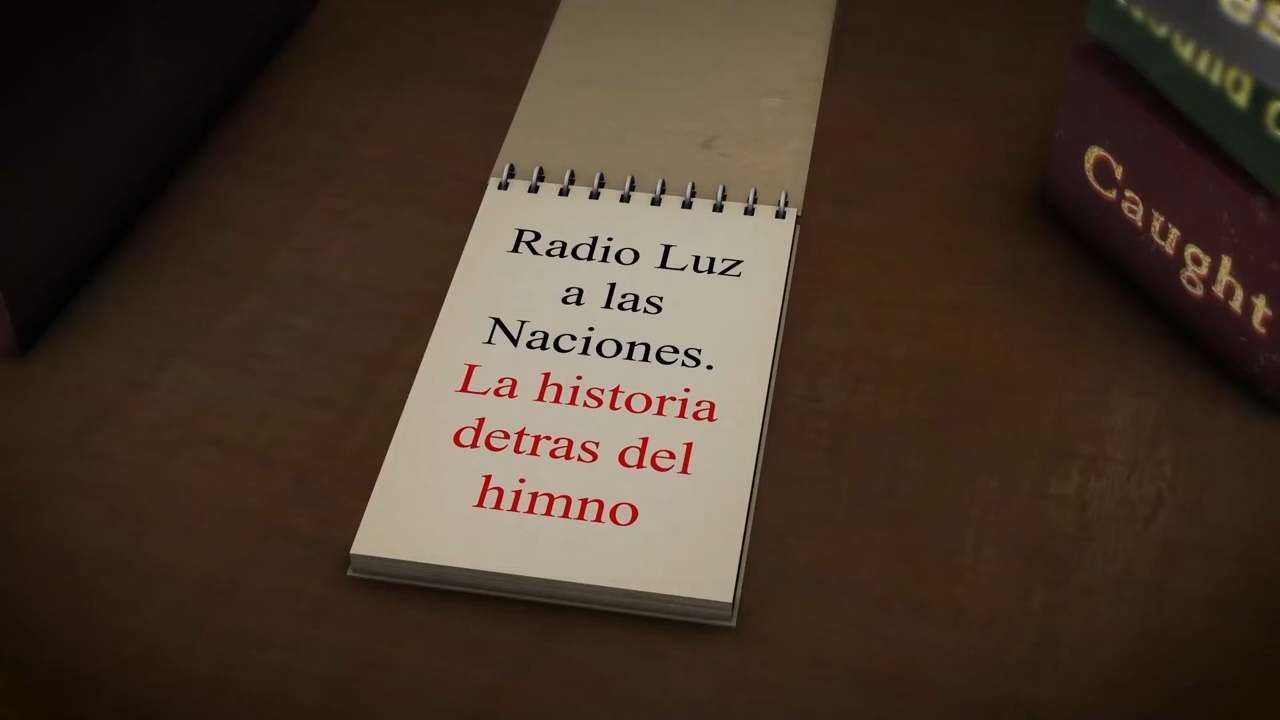 Radio Luz
a las
Naciones.
La historia
detras del
himno
Caught